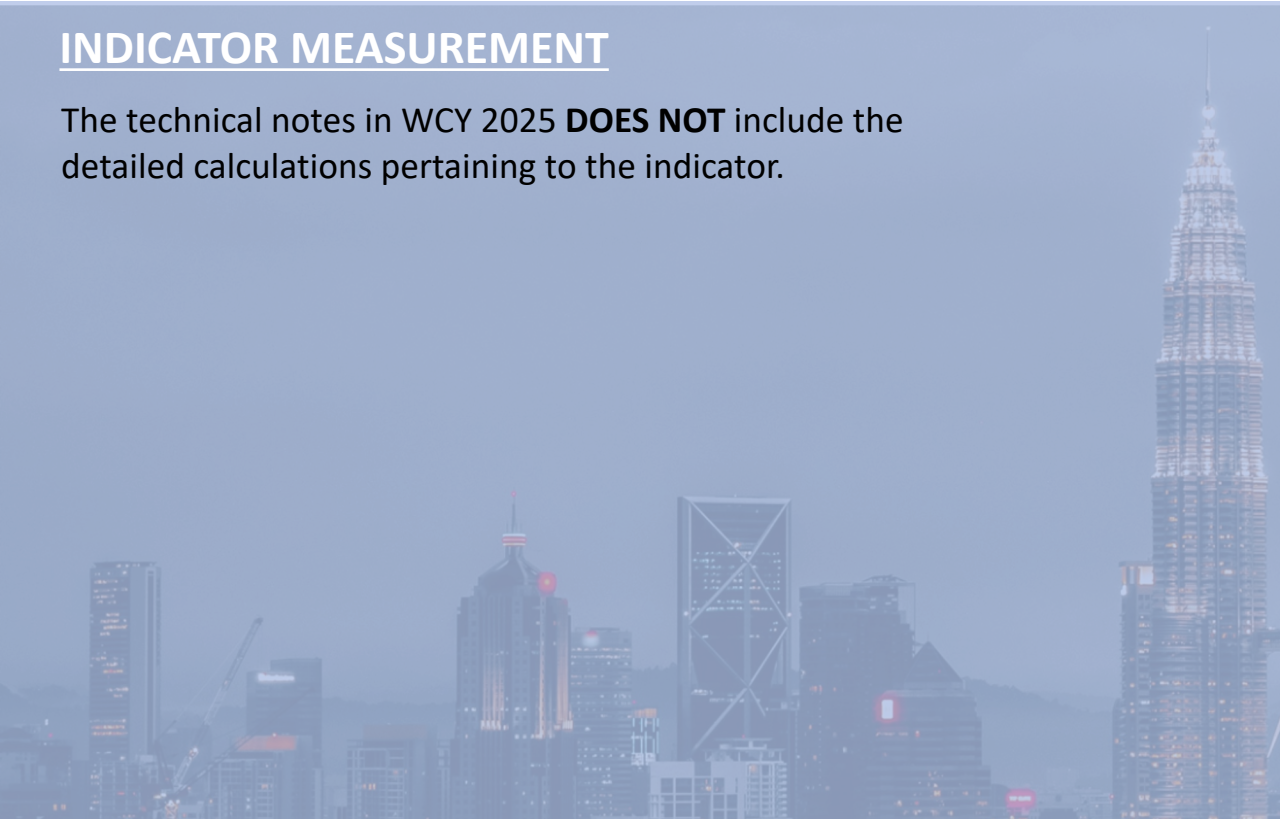 INDICATOR MEASUREMENT
The technical notes in WCY 2025 DOES NOT include the
detailed calculations pertaining to the indicator.